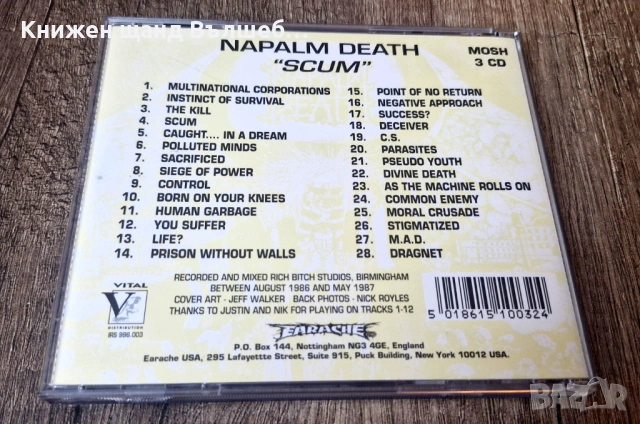 Книжен щанд Вълшеб...
NAPALM DEATH
"SCUM"
MOSH
3 CD
1. MULTINATIONAL CORPORATIONS
2. INSTINCT OF SURVIVAL
3. THE KILL
4. SCUM
5. CAUGHT.... IN A DREAM
6. POLLUTED MINDS
7. SACRIFICED
8. SIEGE OF POWER
9. CONTROL
10. BORN ON YOUR KNEES
11. HUMAN GARBAGE
12. YOU SUFFER
13. LIFE?
14. PRISON WITHOUT WALLS
15. POINT OF NO RETURN
16. NEGATIVE APPROACH
17. SUCCESS?
18. DECEIVER
19. C.S.
20. PARASITES
21. PSEUDO YOUTH
22. DIVINE DEATH
23. AS THE MACHINE ROLLS ON
24. COMMON ENEMY
25. MORAL CRUSADE
26. STIGMATIZED
27. M.A.D.
28. DRAGNET
VITAL
V
DISTRIBUTION
IRS 996.003
RECORDED AND MIXED RICH BITCH STUDIOS, BIRMINGHAM
BETWEEN AUGUST 1986 AND MAY 1987
COVER ART - JEFF WALKER BACK PHOTOS - NICK ROYLES
THANKS TO JUSTIN AND NIK FOR PLAYING ON TRACKS 1-12
EARACHE
P.O. Box 144, Nottingham NG3 4GE, England
Earache USA, 295 Lafayettte Street, Suite 915, Puck Building, New York 10012 USA.
5 018615 100324
BAZAR